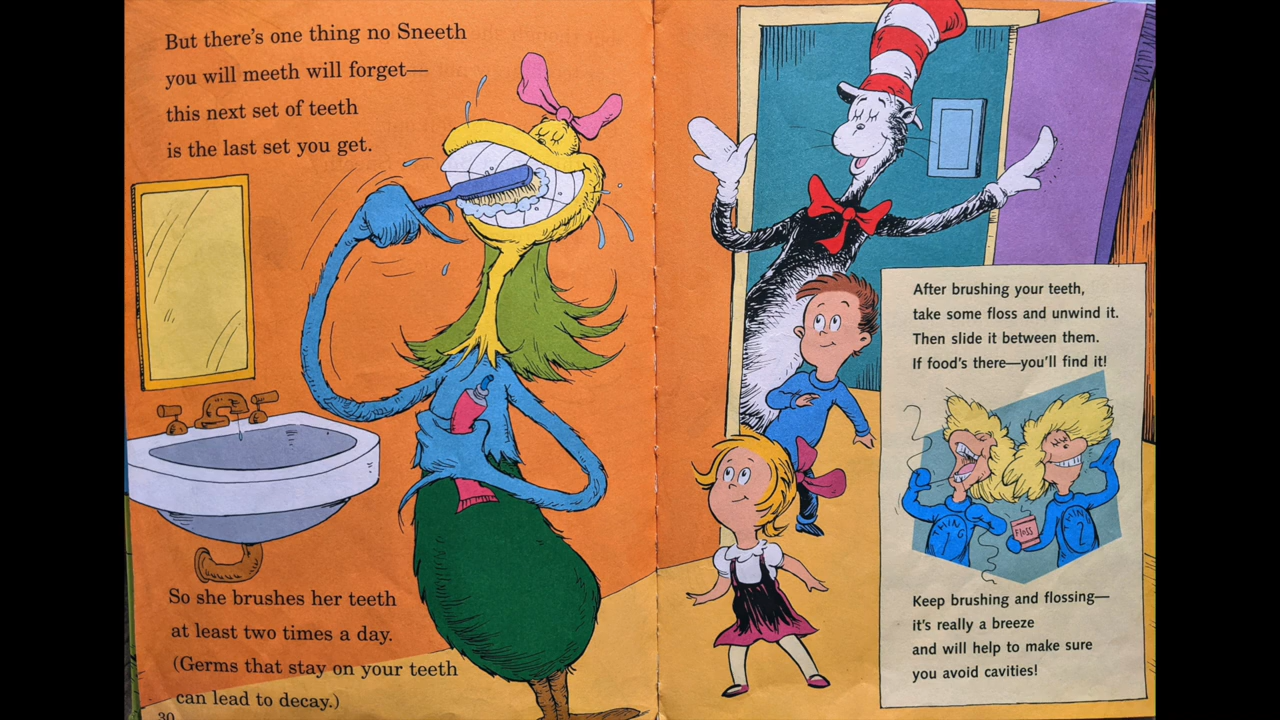 But there's one thing no Sneeth
you will meeth will forget—
this next set of teeth
is the last set you get.
So she brushes her teeth
at least two times a day.
(Germs that stay on your teeth
can lead to decay.)
30
After brushing your teeth,
take some floss and unwind it.
Then slide it between them.
If food's there—you'll find it!
THING
1
FLOSS
THING
2
Keep brushing and flossing—
it's really a breeze
and will help to make sure
you avoid cavities!